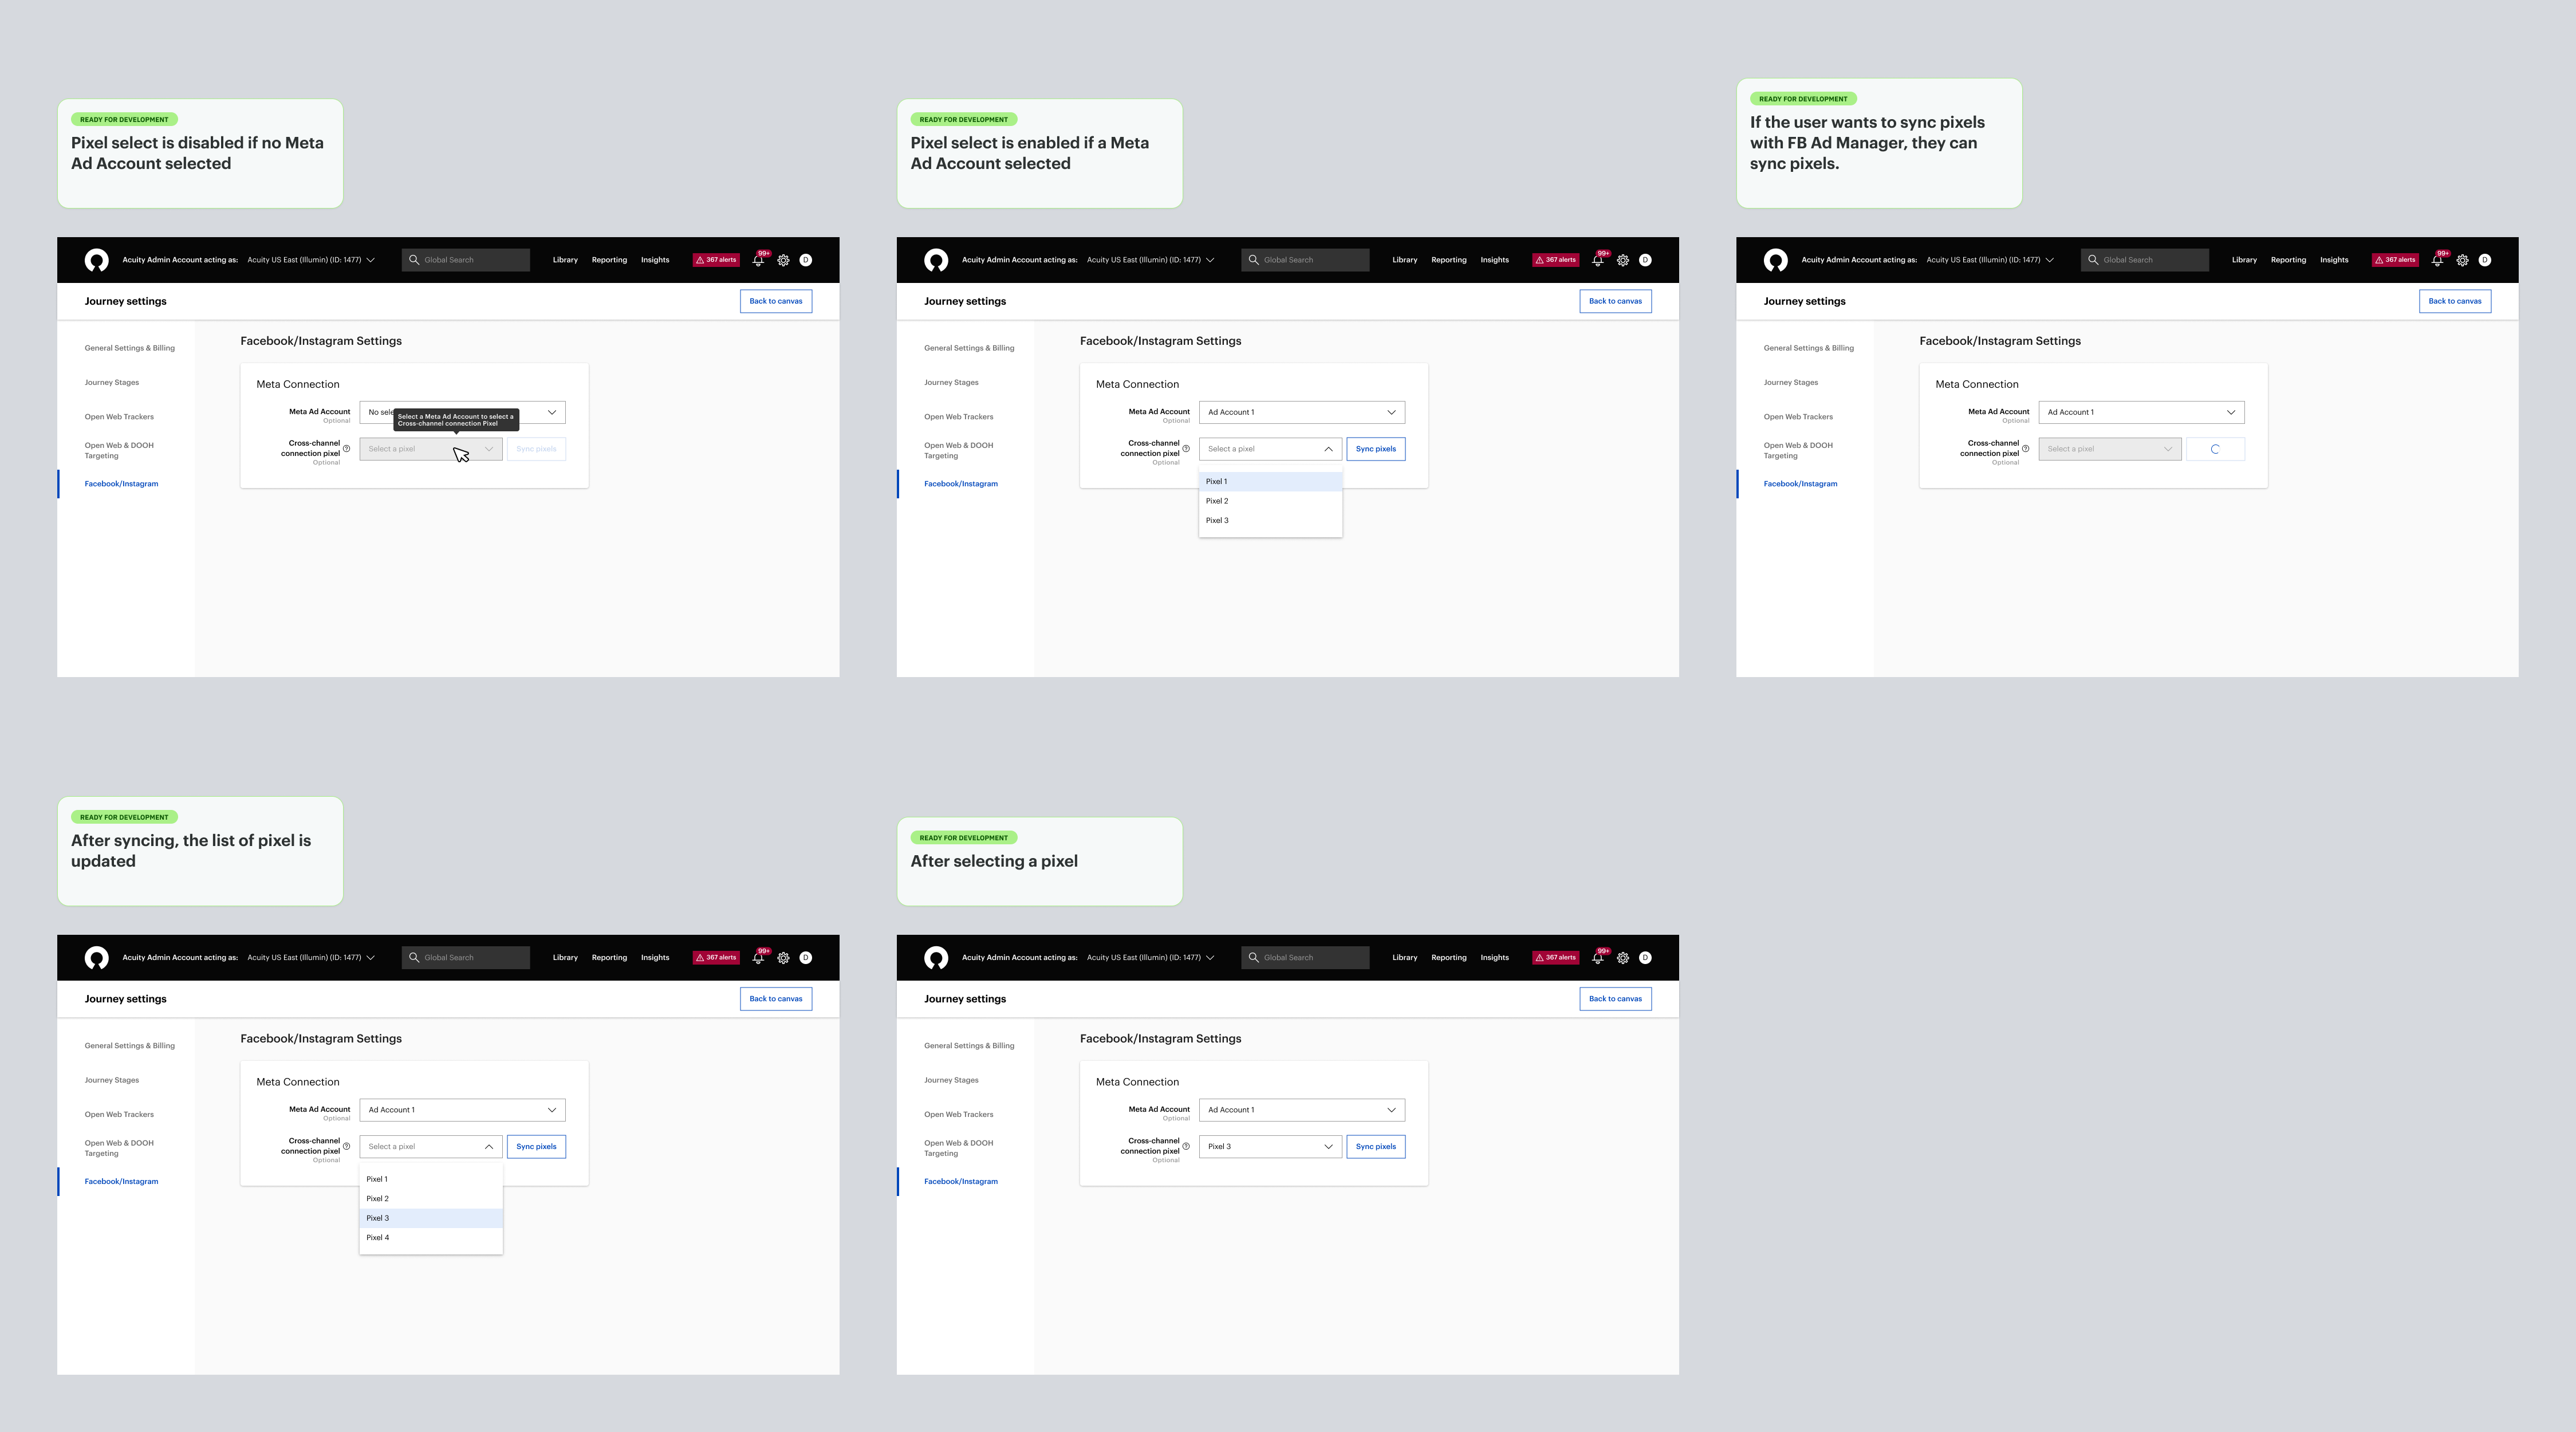 READY FOR DEVELOPMENT
Pixel select is disabled if no Meta
Ad Account selected
Acuity Admin Account acting as: Acuity US East (Illumin) (ID: 1477)
Global Search
Library Reporting Insights
367 alerts
99+
D
Journey settings
Back to canvas
General Settings & Billing
Journey Stages
Open Web Trackers
Open Web & DOOH
Targeting
Facebook/Instagram
Facebook/Instagram Settings
Meta Connection
Meta Ad Account
Optional
No sele
Select a Meta Ad Account to select a
Cross-channel connection Pixel
Cross-channel
connection pixel
Optional
Select a pixel
Sync pixels
READY FOR DEVELOPMENT
Pixel select is enabled if a Meta
Ad Account selected
Acuity Admin Account acting as: Acuity US East (Illumin) (ID: 1477)
Global Search
Library Reporting Insights
367 alerts
99+
D
Journey settings
Back to canvas
General Settings & Billing
Journey Stages
Open Web Trackers
Open Web & DOOH
Targeting
Facebook/Instagram
Facebook/Instagram Settings
Meta Connection
Meta Ad Account
Optional
Ad Account 1
Cross-channel
connection pixel
Optional
Select a pixel
Sync pixels
Pixel 1
Pixel 2
Pixel 3
READY FOR DEVELOPMENT
If the user wants to sync pixels
with FB Ad Manager, they can
sync pixels.
Acuity Admin Account acting as: Acuity US East (Illumin) (ID: 1477)
Global Search
Library Reporting Insights
367 alerts
99+
D
Journey settings
Back to canvas
General Settings & Billing
Journey Stages
Open Web Trackers
Open Web & DOOH
Targeting
Facebook/Instagram
Facebook/Instagram Settings
Meta Connection
Meta Ad Account
Optional
Ad Account 1
Cross-channel
connection pixel
Optional
Select a pixel
READY FOR DEVELOPMENT
After syncing, the list of pixel is
updated
Acuity Admin Account acting as: Acuity US East (Illumin) (ID: 1477)
Global Search
Library Reporting Insights
367 alerts
99+
D
Journey settings
Back to canvas
General Settings & Billing
Journey Stages
Open Web Trackers
Open Web & DOOH
Targeting
Facebook/Instagram
Facebook/Instagram Settings
Meta Connection
Meta Ad Account
Optional
Ad Account 1
Cross-channel
connection pixel
Optional
Select a pixel
Sync pixels
Pixel 1
Pixel 2
Pixel 3
Pixel 4
READY FOR DEVELOPMENT
After selecting a pixel
Acuity Admin Account acting as: Acuity US East (Illumin) (ID: 1477)
Global Search
Library Reporting Insights
367 alerts
99+
D
Journey settings
Back to canvas
General Settings & Billing
Journey Stages
Open Web Trackers
Open Web & DOOH
Targeting
Facebook/Instagram
Facebook/Instagram Settings
Meta Connection
Meta Ad Account
Optional
Ad Account 1
Cross-channel
connection pixel
Optional
Pixel 3
Sync pixels